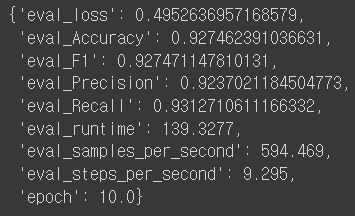 {'eval_loss': 0.4952636957168579,
'eval_Accuracy': 0.927462391036631,
'eval_F1': 0.927471147810131,
'eval_Precision': 0.9237021184504773,
'eval_Recall': 0.9312710611166332,
'eval_runtime': 139.3277,
'eval_samples_per_second': 594.469,
'eval_steps_per_second': 9.295,
'epoch': 10.0}